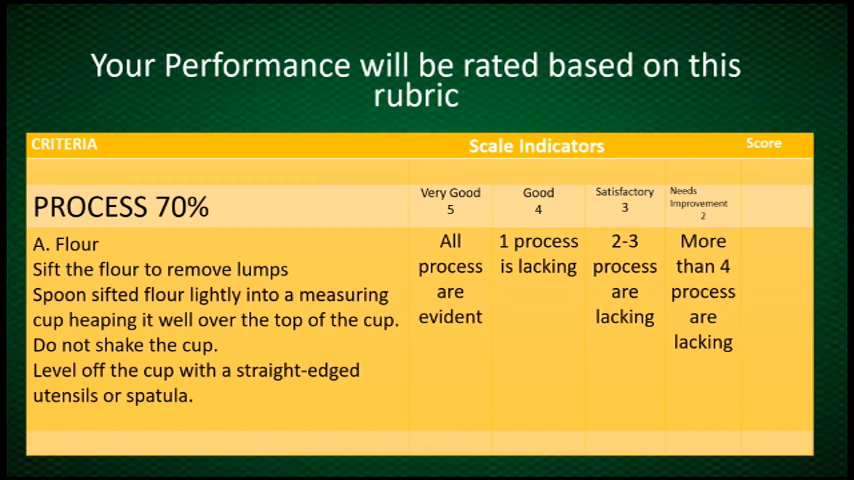 Your Performance will be rated based on this
rubric
CRITERIA
Scale Indicators
Score
PROCESS 70%
Very Good
5
Good
4
Satisfactory
3
Needs
Improvement
2
A. Flour
Sift the flour to remove lumps
Spoon sifted flour lightly into a measuring
cup heaping it well over the top of the cup.
Do not shake the cup.
Level off the cup with a straight-edged
utensils or spatula.
All
process
are
evident
1 process
is lacking
2-3
process
are
lacking
More
than 4
process
are
lacking